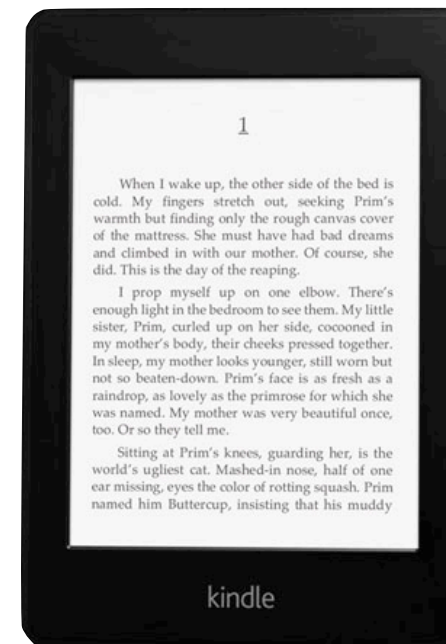 1
When I wake up, the other side of the bed is
cold. My fingers stretch out, seeking Prim's
warmth but finding only the rough canvas cover
of the mattress. She must have had bad dreams
and climbed in with our mother. Of course, she
did. This is the day of the reaping.
I prop myself up on one elbow. There's
enough light in the bedroom to see them. My little
sister, Prim, curled up on her side, cocooned in
my mother's body, their cheeks pressed together.
In sleep, my mother looks younger, still worn but
not so beaten-down. Prim's face is as fresh as a
raindrop, as lovely as the primrose for which she
was named. My mother was very beautiful once,
too. Or so they tell me.
Sitting at Prim's knees, guarding her, is the
world's ugliest cat. Mashed-in nose, half of one
ear missing, eyes the color of rotting squash. Prim
named him Buttercup, insisting that his muddy
kindle